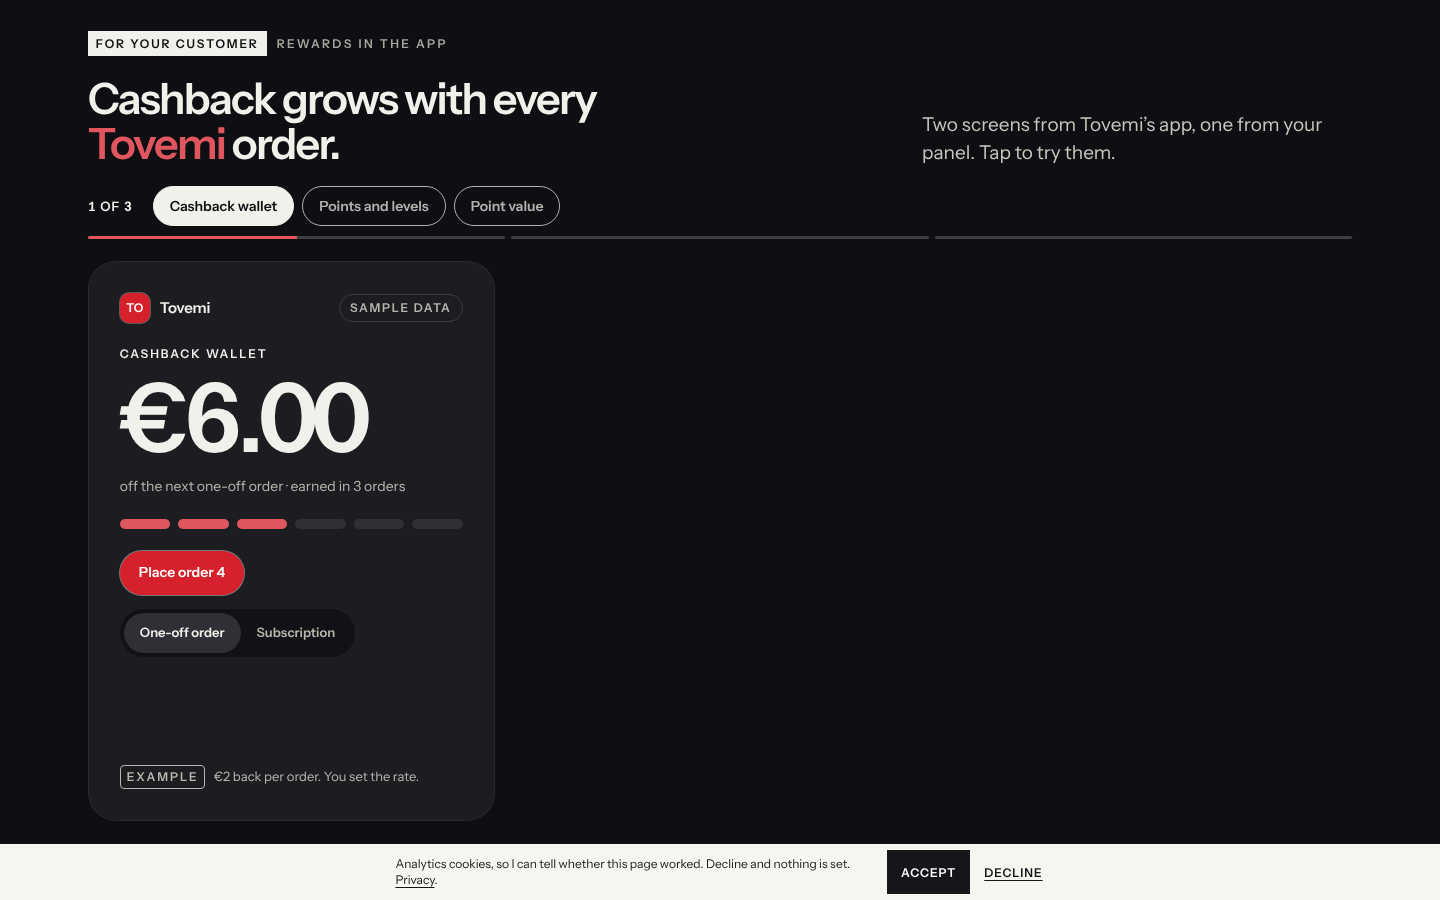 FOR YOUR CUSTOMER REWARDS IN THE APP
Cashback grows with every
Tovemi order.
Two screens from Tovemi’s app, one from your
panel. Tap to try them.
1 OF 3 Cashback wallet Points and levels Point value
TO Tovemi SAMPLE DATA
CASHBACK WALLET
€6.00
off the next one-off order · earned in 3 orders
Place order 4
One-off order Subscription
EXAMPLE €2 back per order. You set the rate.
Analytics cookies, so I can tell whether this page worked. Decline and nothing is set.
Privacy.
ACCEPT DECLINE